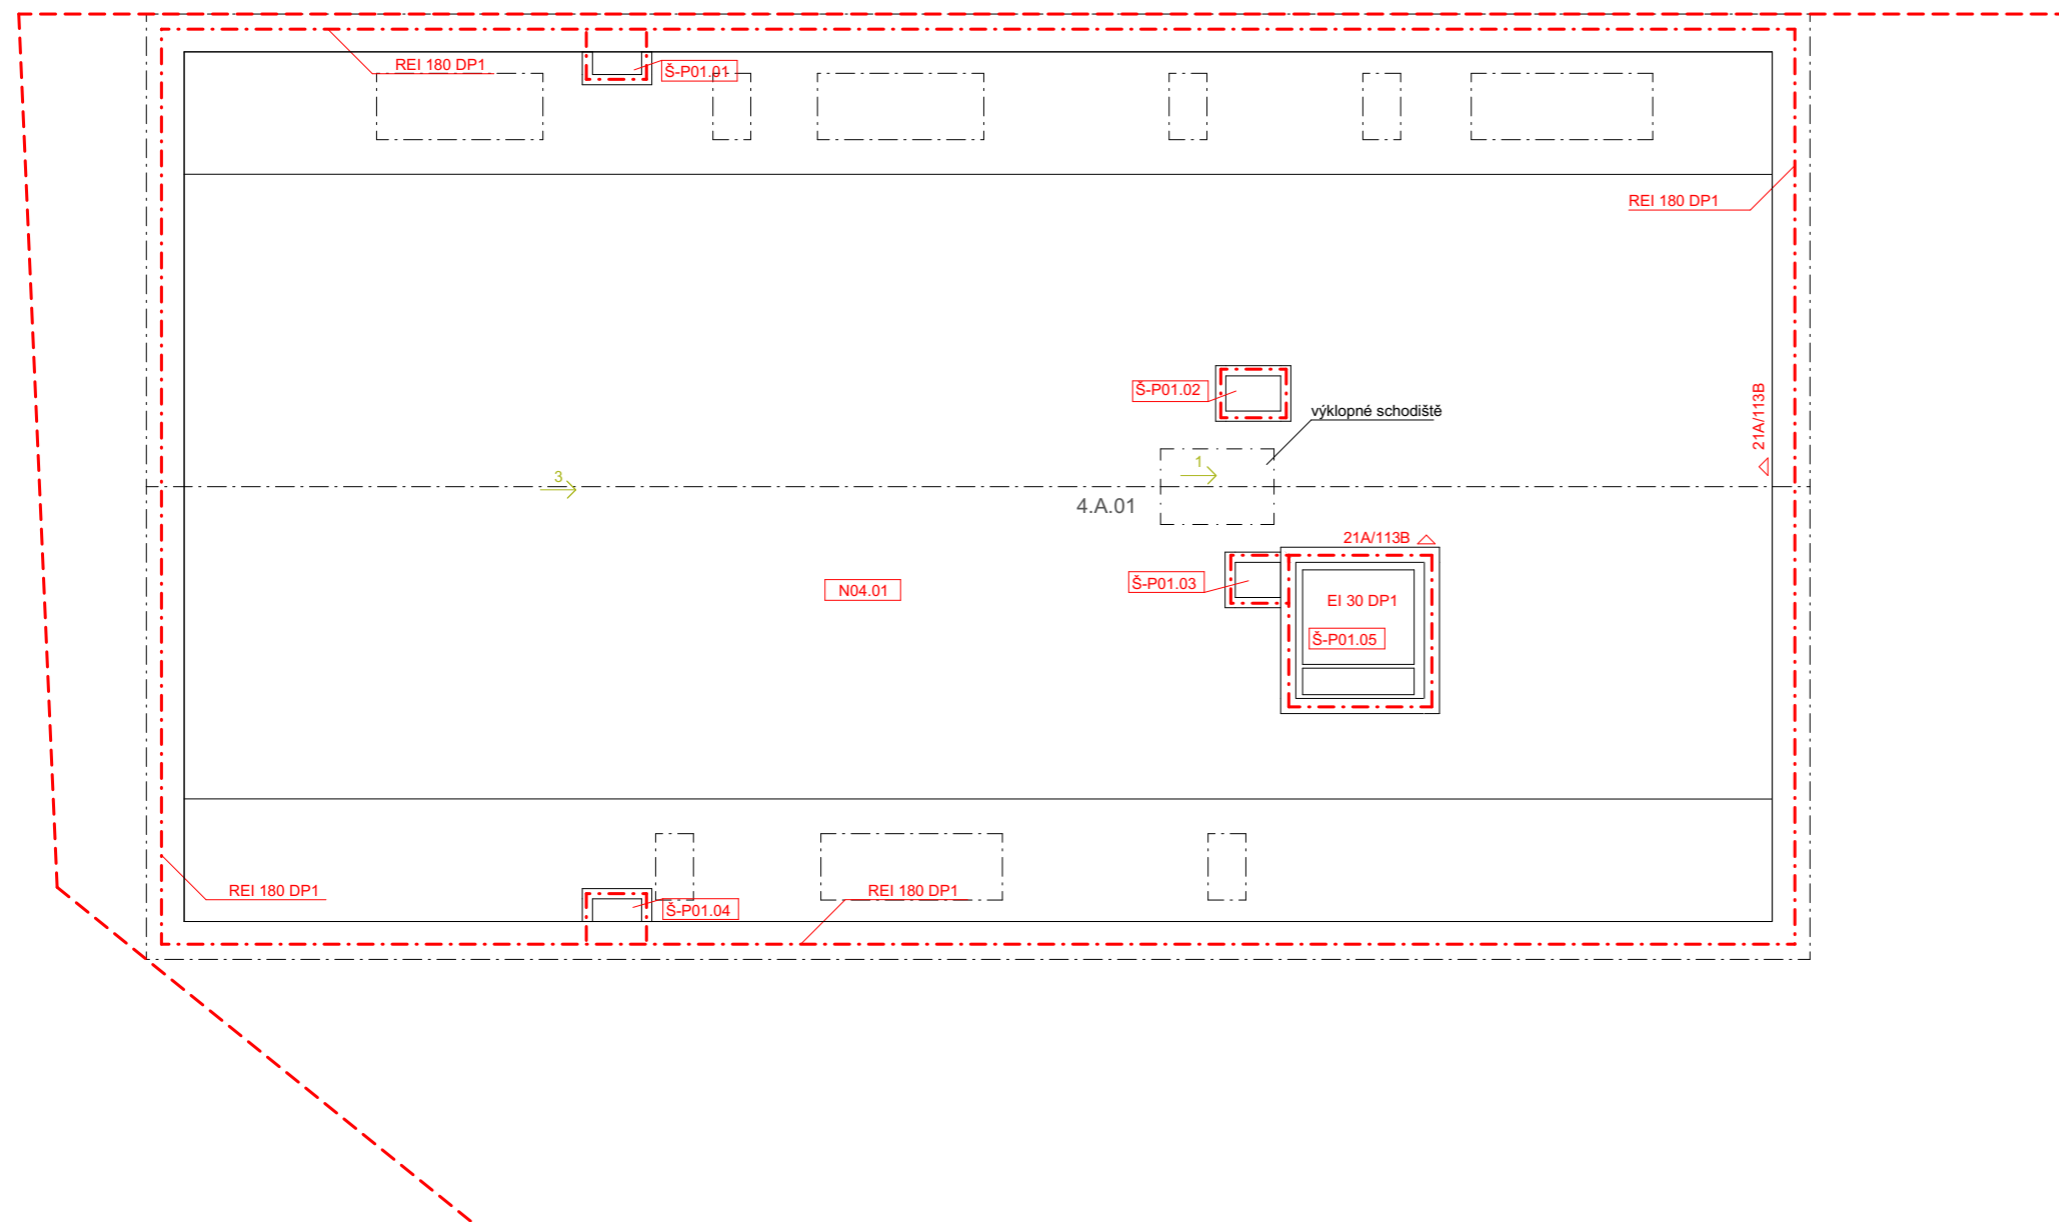 REI 180 DP1
Š-P01.01
REI 180 DP1
Š-P01.02
výklopné schodiště
21A/113B
3
1
4.A.01
21A/113B
N04.01
Š-P01.03
EI 30 DP1
Š-P01.05
REI 180 DP1
REI 180 DP1
Š-P01.04